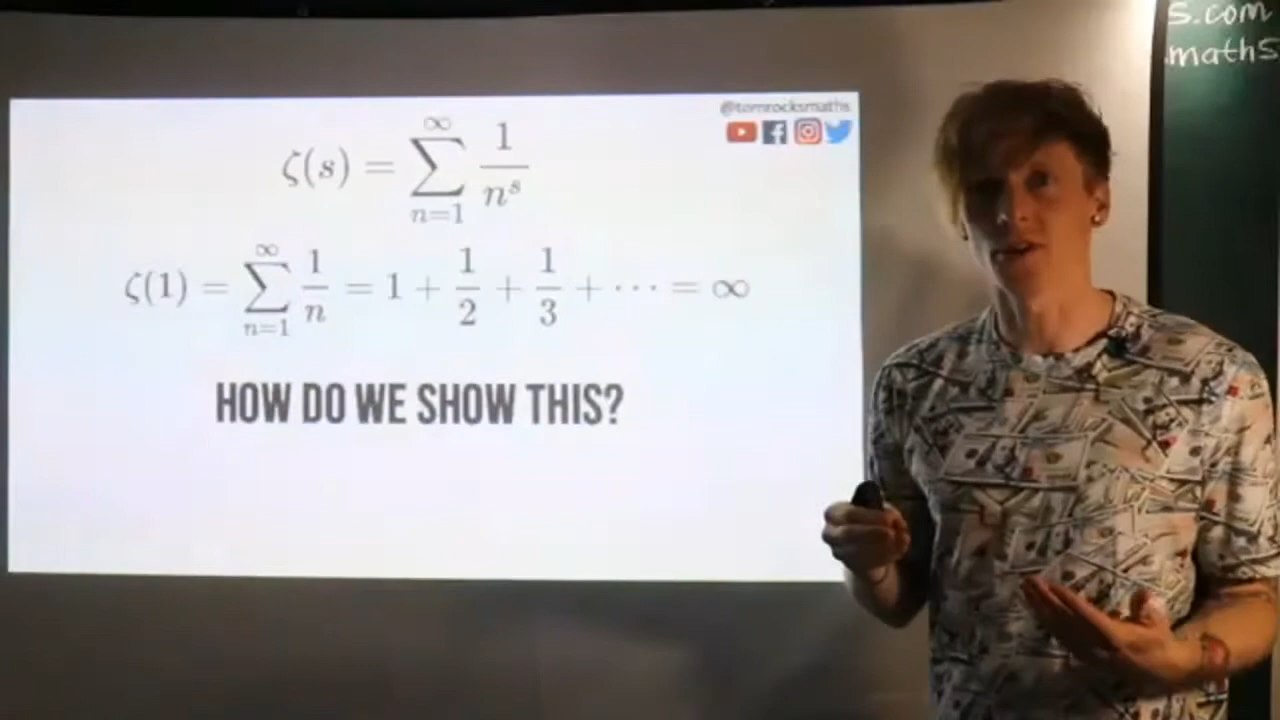 @tomrocksmaths
ζ(s) = ∑_{n=1}^{∞} 1/n^s
ζ(1) = ∑_{n=1}^{∞} 1/n = 1 + 1/2 + 1/3 + ··· = ∞
HOW DO WE SHOW THIS?
s.com
maths